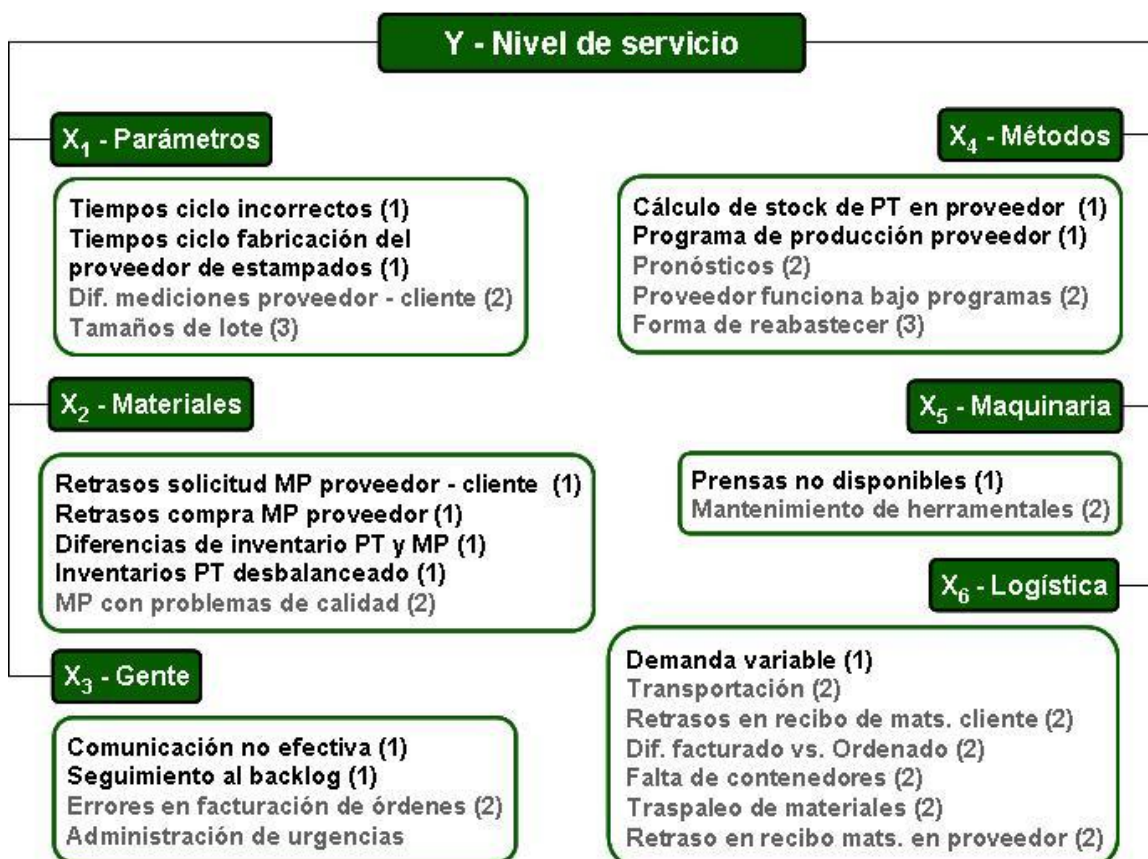 Y - Nivel de servicio
X1 - Parámetros
Tiempos ciclo incorrectos (1)
Tiempos ciclo fabricación del
proveedor de estampados (1)
Dif. mediciones proveedor - cliente (2)
Tamaños de lote (3)
X2 - Materiales
Retrasos solicitud MP proveedor - cliente (1)
Retrasos compra MP proveedor (1)
Diferencias de inventario PT y MP (1)
Inventarios PT desbalanceado (1)
MP con problemas de calidad (2)
X3 - Gente
Comunicación no efectiva (1)
Seguimiento al backlog (1)
Errores en facturación de órdenes (2)
Administración de urgencias
X4 - Métodos
Cálculo de stock de PT en proveedor (1)
Programa de producción proveedor (1)
Pronósticos (2)
Proveedor funciona bajo programas (2)
Forma de reabastecer (3)
X5 - Maquinaria
Prensas no disponibles (1)
Mantenimiento de herramentales (2)
X6 - Logística
Demanda variable (1)
Transportación (2)
Retrasos en recibo de mats. cliente (2)
Dif. facturado vs. Ordenado (2)
Falta de contenedores (2)
Traspaleo de materiales (2)
Retraso en recibo mats. en proveedor (2)